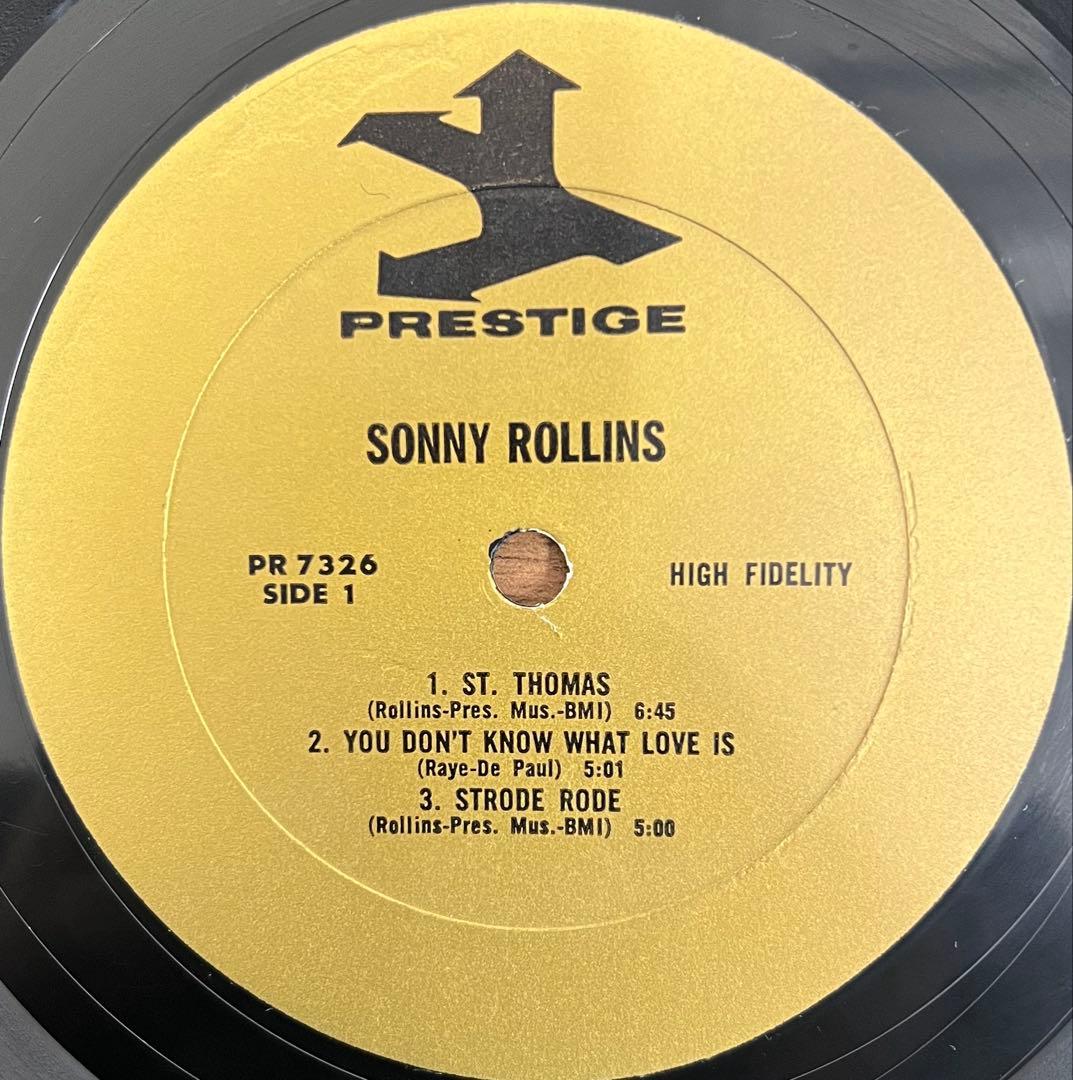 PRESTIGE
SONNY ROLLINS
PR 7326
SIDE 1
HIGH FIDELITY
1. ST. THOMAS
(Rollins-Pres. Mus.-BMI) 6:45
2. YOU DON'T KNOW WHAT LOVE IS
(Raye-De Paul) 5:01
3. STRODE RODE
(Rollins-Pres. Mus.-BMI) 5:00